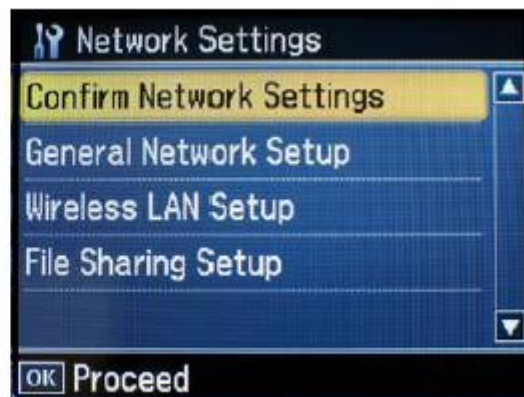 Network Settings
Confirm Network Settings
General Network Setup
Wireless LAN Setup
File Sharing Setup
OK Proceed